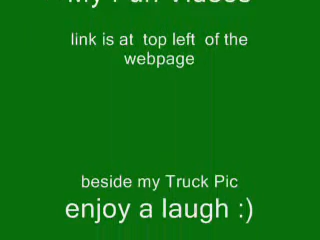 My Fun Videos
link is at top left of the
webpage
beside my Truck Pic
enjoy a laugh :)